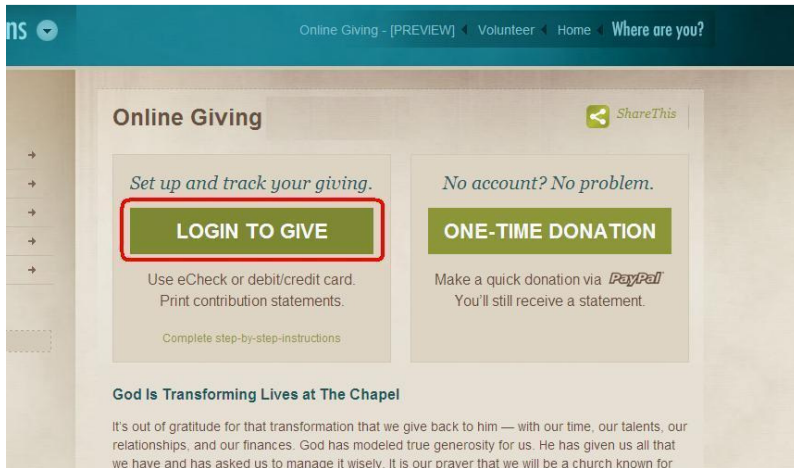 ns
Online Giving - [PREVIEW] Volunteer Home Where are you?
Online Giving
ShareThis
Set up and track your giving.
LOGIN TO GIVE
Use eCheck or debit/credit card.
Print contribution statements.
Complete step-by-step-instructions
No account? No problem.
ONE-TIME DONATION
Make a quick donation via PayPal
You'll still receive a statement.
God Is Transforming Lives at The Chapel
It's out of gratitude for that transformation that we give back to him — with our time, our talents, our
relationships, and our finances. God has modeled true generosity for us. He has given us all that
we have and has asked us to manage it wisely. It is our prayer that we will be a church known for